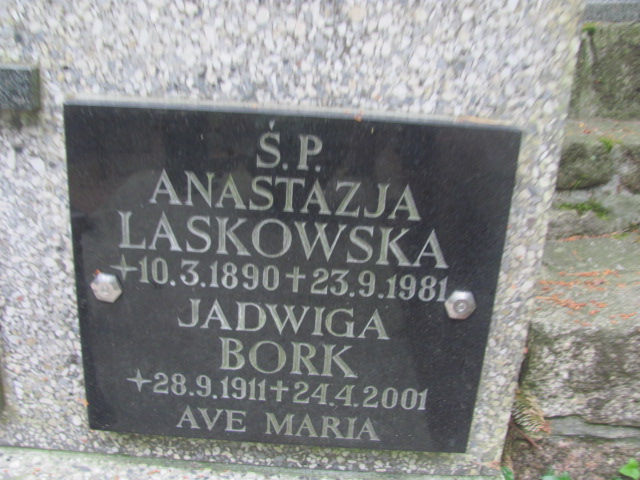 Ś.P.
ANASTAZJA
LASKOWSKA
+10.3.1890 +23.9.1981
JADWIGA
BORK
+28.9.1911+24.4.2001
AVE MARIA